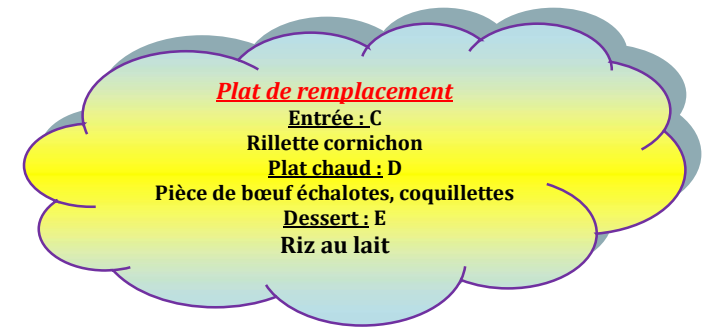 Plat de remplacement
Entrée : C
Rillette cornichon
Plat chaud : D
Pièce de bœuf échalotes, coquillettes
Dessert : E
Riz au lait